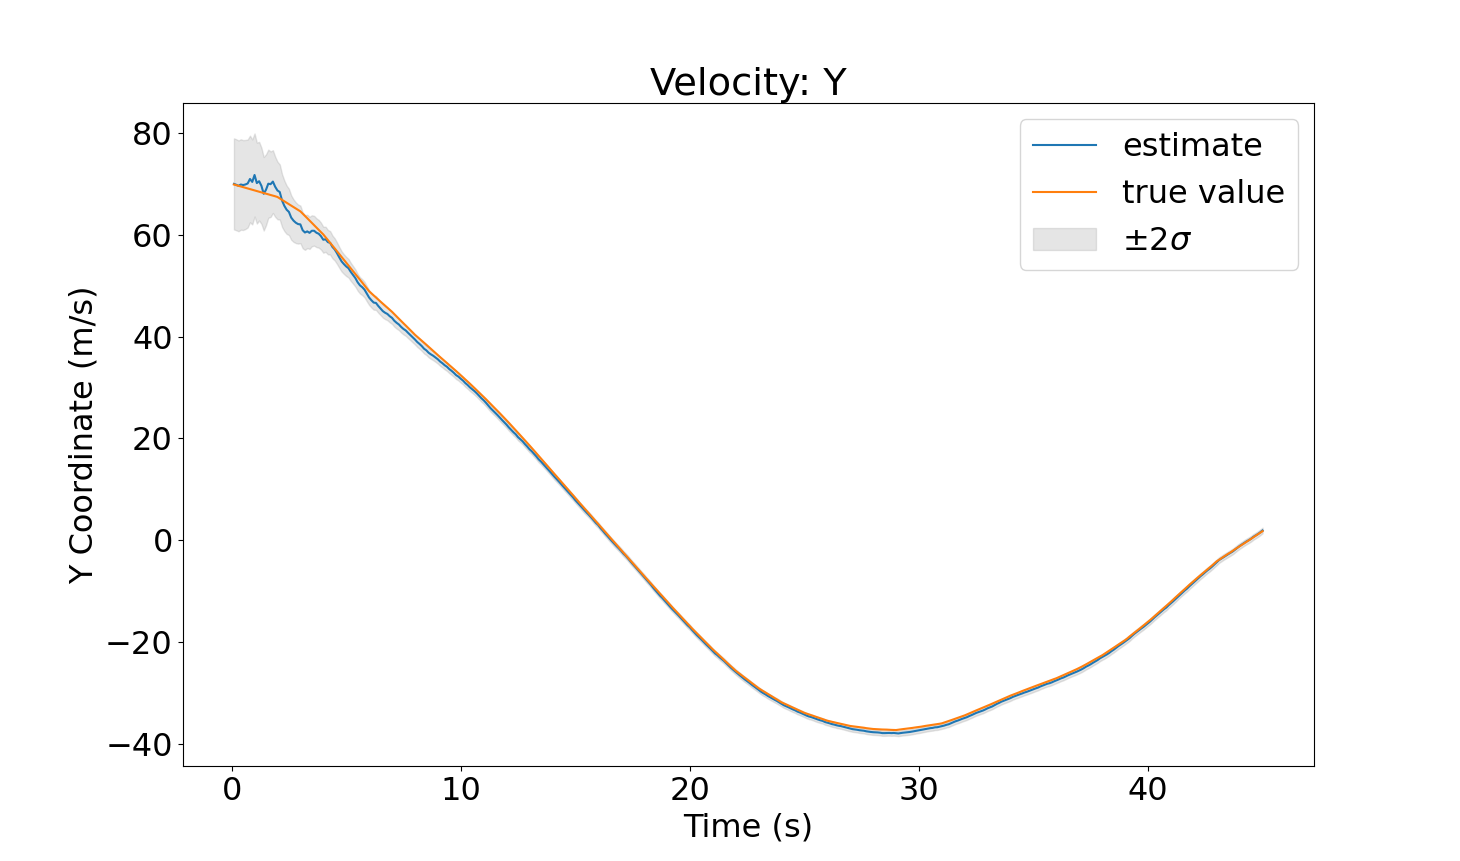 Velocity: Y
80
60
40
20
0
−20
−40
Y Coordinate (m/s)
estimate
true value
±2σ
0 10 20 30 40
Time (s)